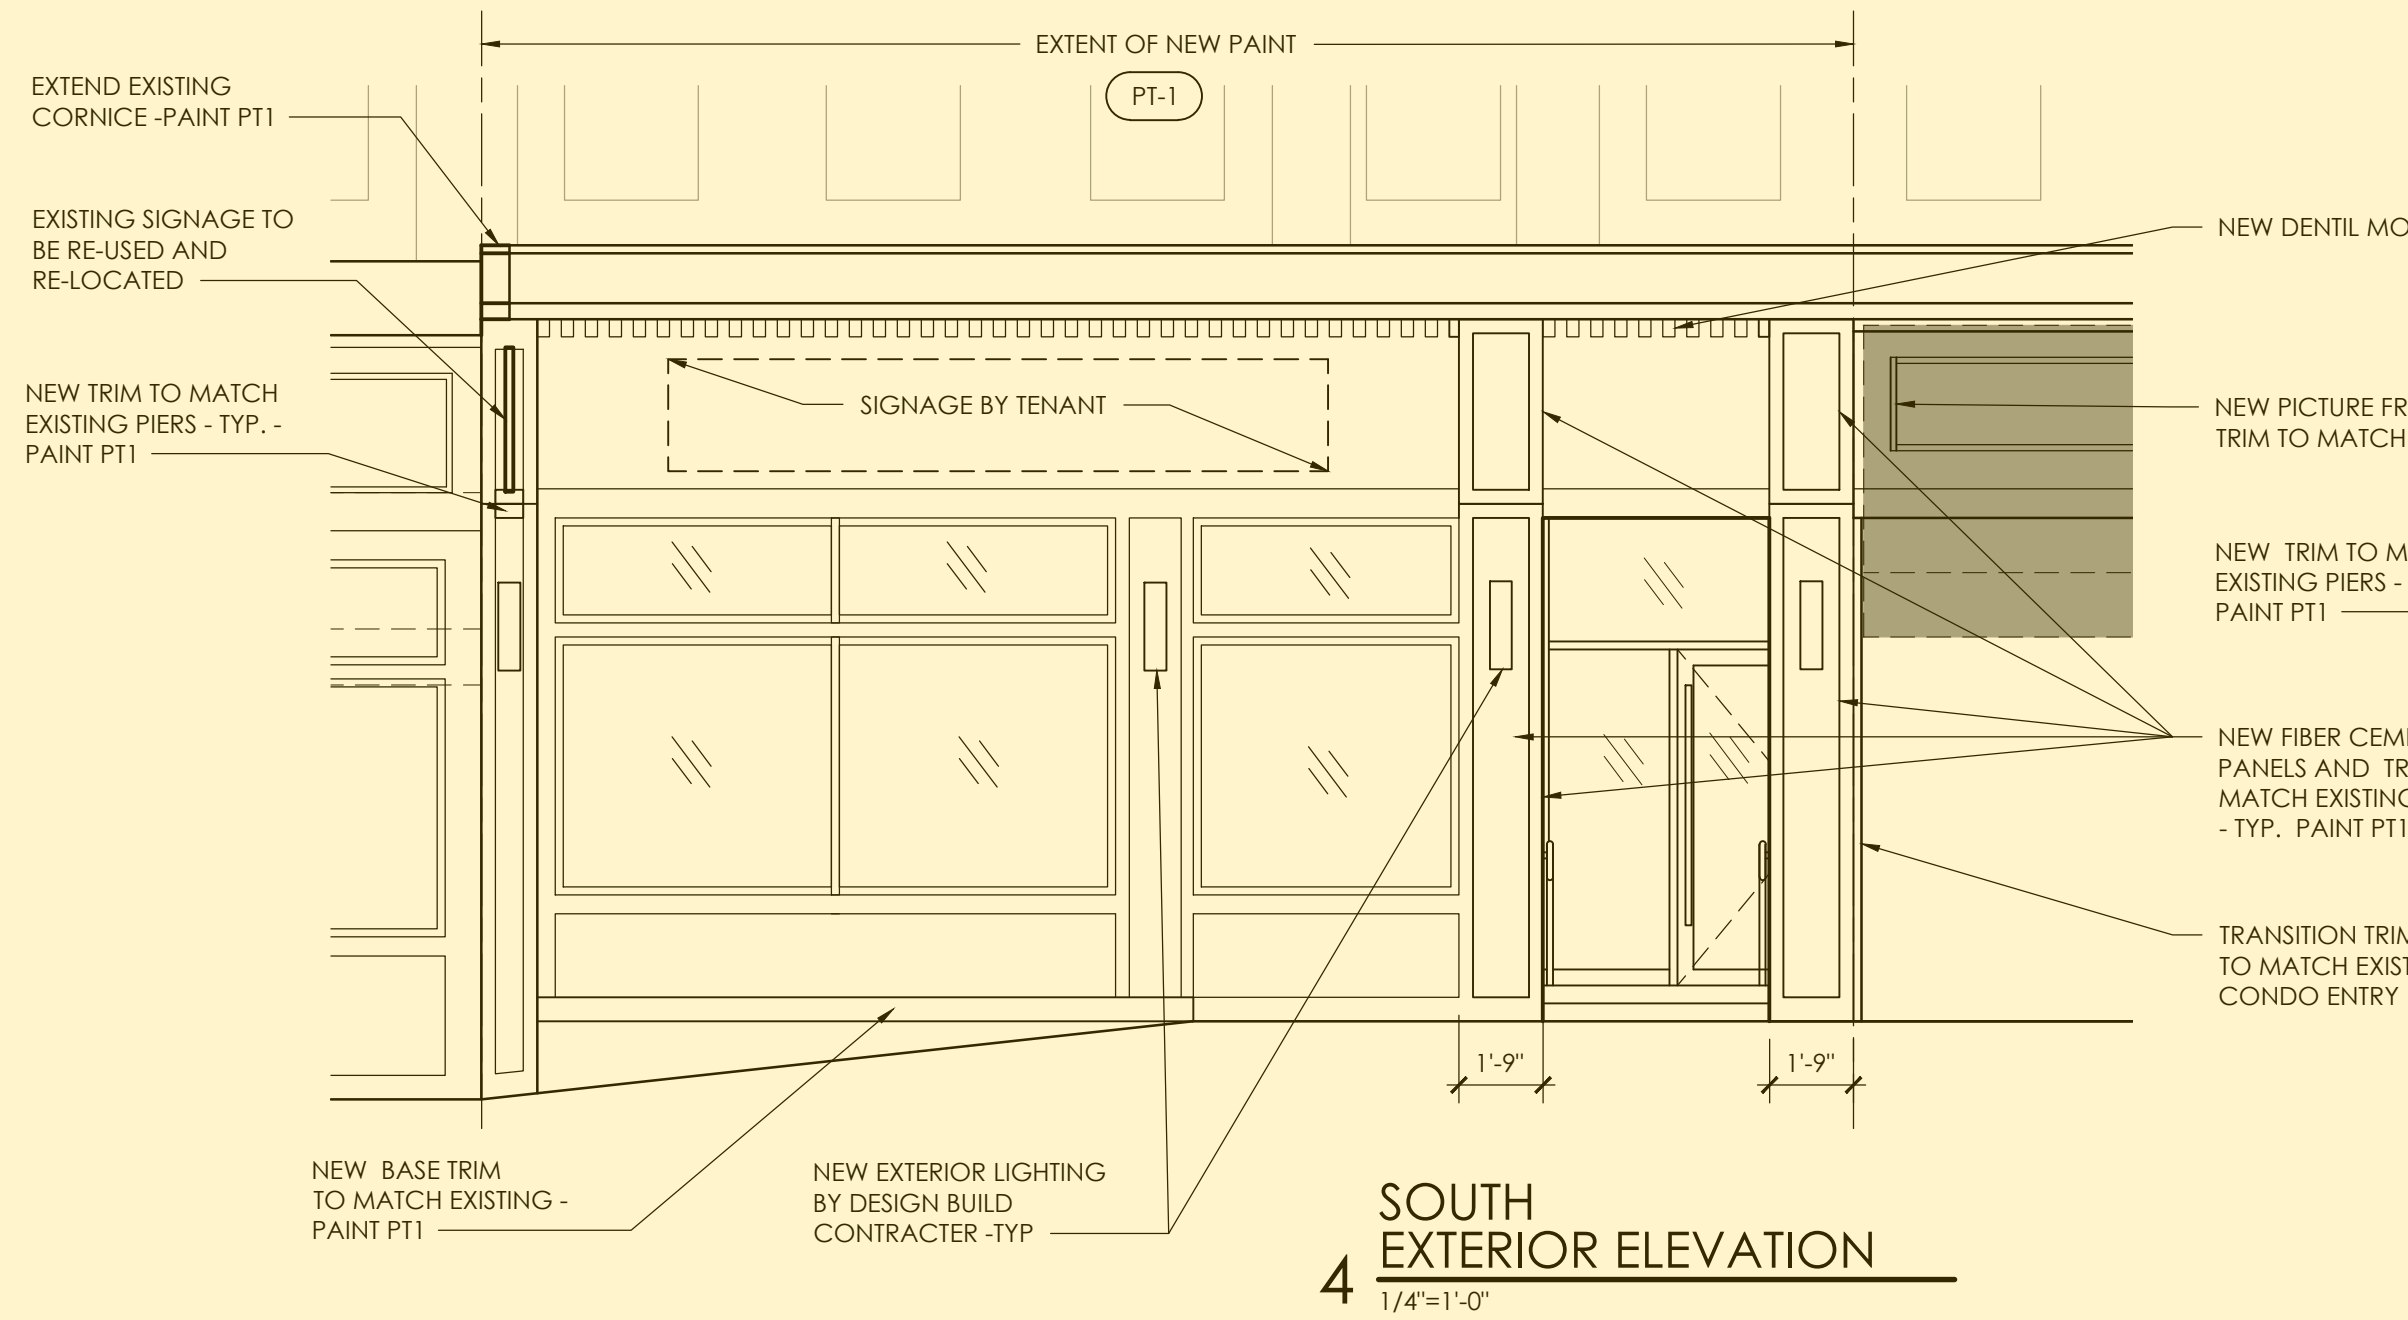 EXTENT OF NEW PAINT
PT-1
EXTEND EXISTING
CORNICE -PAINT PT1
EXISTING SIGNAGE TO
BE RE-USED AND
RE-LOCATED
NEW TRIM TO MATCH
EXISTING PIERS - TYP. -
PAINT PT1
SIGNAGE BY TENANT
NEW DENTIL MO
NEW PICTURE FR
TRIM TO MATCH
NEW TRIM TO M
EXISTING PIERS -
PAINT PT1
NEW FIBER CEM
PANELS AND TR
MATCH EXISTING
- TYP. PAINT PT1
TRANSITION TRIM
TO MATCH EXIST
CONDO ENTRY
1'-9"
1'-9"
NEW BASE TRIM
TO MATCH EXISTING -
PAINT PT1
NEW EXTERIOR LIGHTING
BY DESIGN BUILD
CONTRACTER -TYP
SOUTH
EXTERIOR ELEVATION
4
1/4"=1'-0"